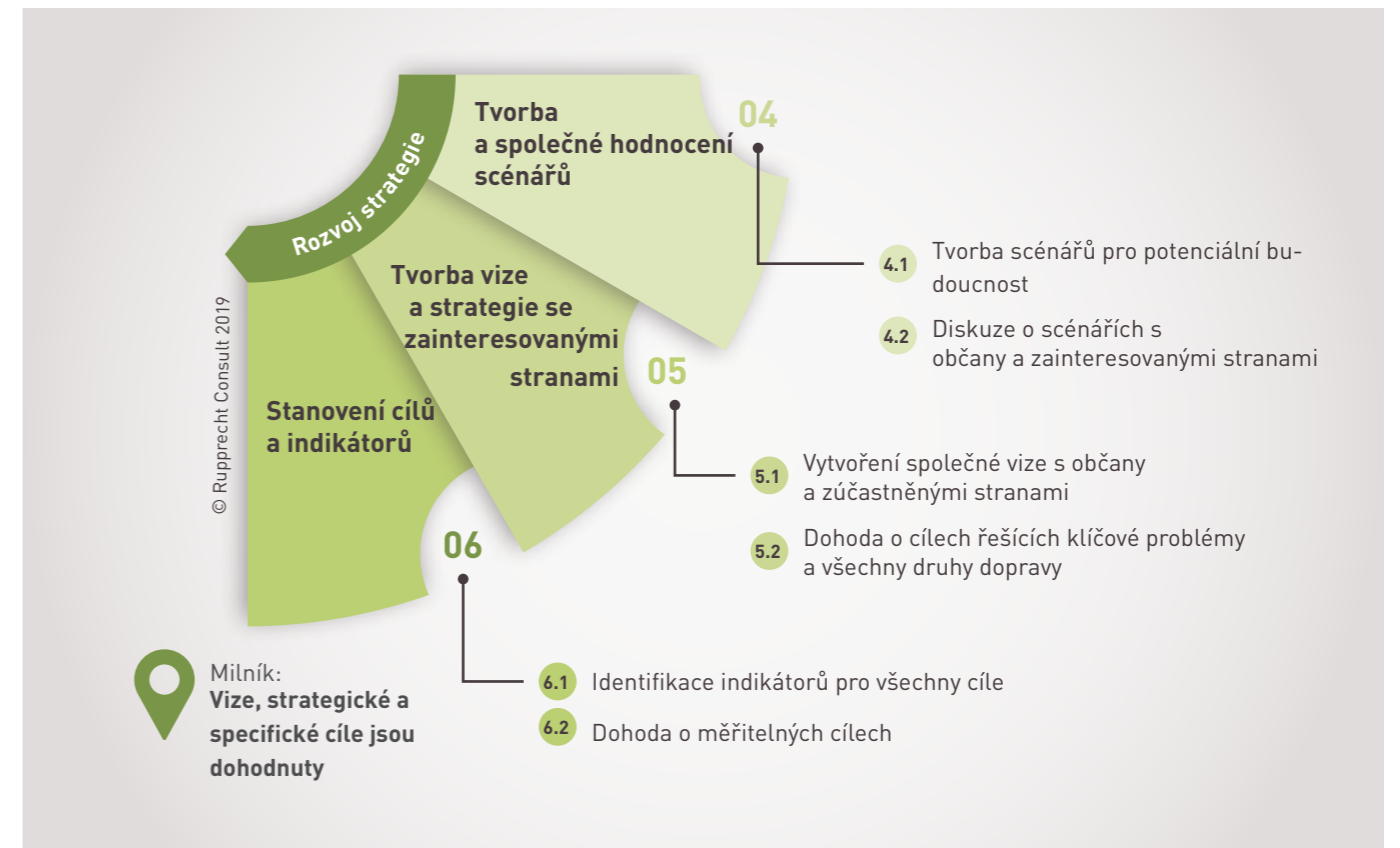 Rozvoj strategie
Tvorba
a společné hodnocení
scénářů
04
4.1
Tvorba scénářů pro potenciální bu-
doucnost
4.2
Diskuze o scénářích s
občany a zainteresovanými stranami
Tvorba vize
a strategie se
zainteresovanými
stranami
05
5.1
Vytvoření společné vize s občany
a zúčastněnými stranami
5.2
Dohoda o cílech řešících klíčové problémy
a všechny druhy dopravy
Stanovení cílů
a indikátorů
06
6.1
Identifikace indikátorů pro všechny cíle
6.2
Dohoda o měřitelných cílech
© Rupprecht Consult 2019
Milník:
Vize, strategické a
specifické cíle jsou
dohodnuty